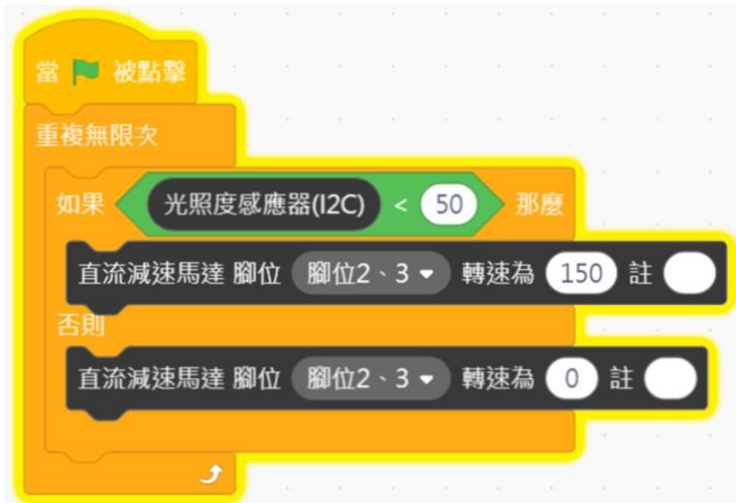 當 被點擊
重複無限次
如果 光照度感應器(I2C) < 50 那麼
直流減速馬達 腳位 腳位2、3 轉速為 150 註
否則
直流減速馬達 腳位 腳位2、3 轉速為 0 註